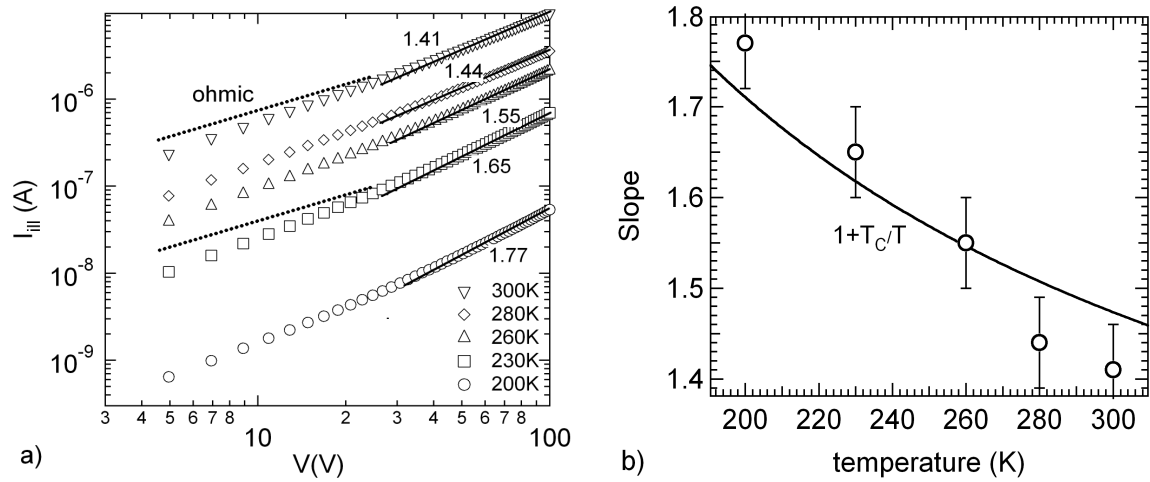 1.41
10⁻⁶
ohmic
1.44
1.55
10⁻⁷
1.65
I_ill (A)
10⁻⁸
1.77
300K
280K
260K
10⁻⁹
230K
200K
3 4 5 6 7 8 2 3 4 5 6 7 8
10 100
a) V(V)
1.8
1.7
Slope
1.6
1+T_C/T
1.5
1.4
200 220 240 260 280 300
b) temperature (K)